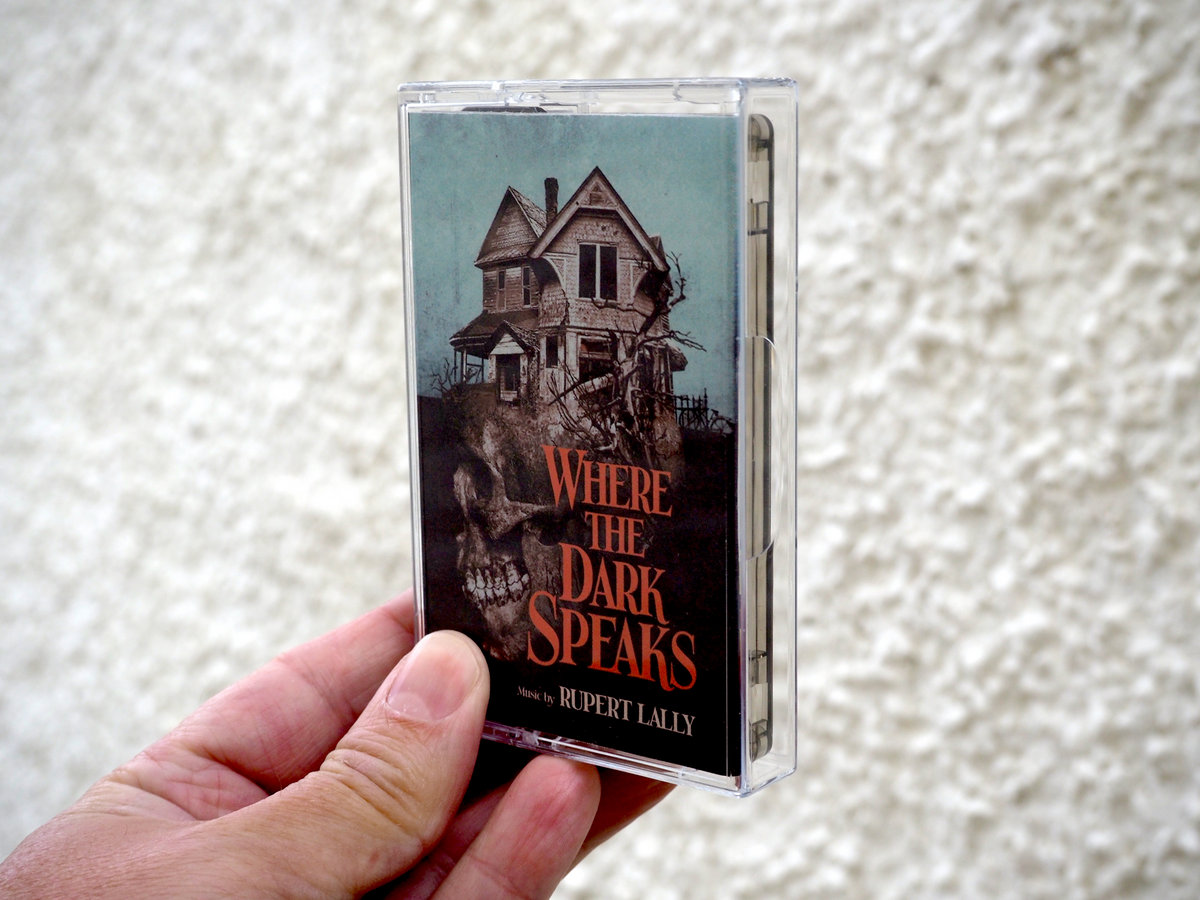 WHERE
THE
DARK
SPEAKS
Music by RUPERT LALLY